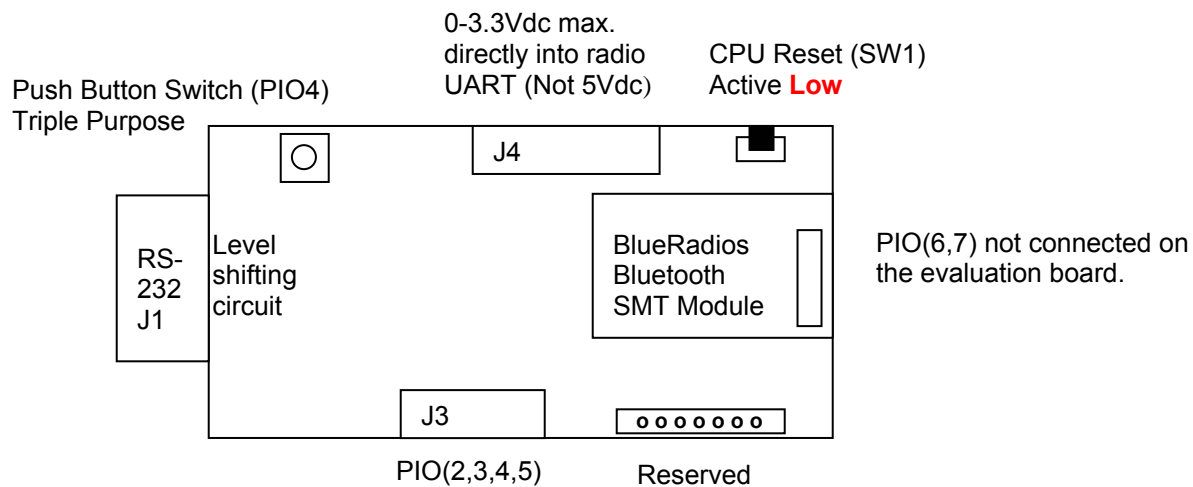 0-3.3Vdc max.
directly into radio
UART (Not 5Vdc)
CPU Reset (SW1)
Active Low
Push Button Switch (PIO4)
Triple Purpose
J4
RS-
232
J1
Level
shifting
circuit
BlueRadios
Bluetooth
SMT Module
PIO(6,7) not connected on
the evaluation board.
J3
o o o o o o o
PIO(2,3,4,5)
Reserved